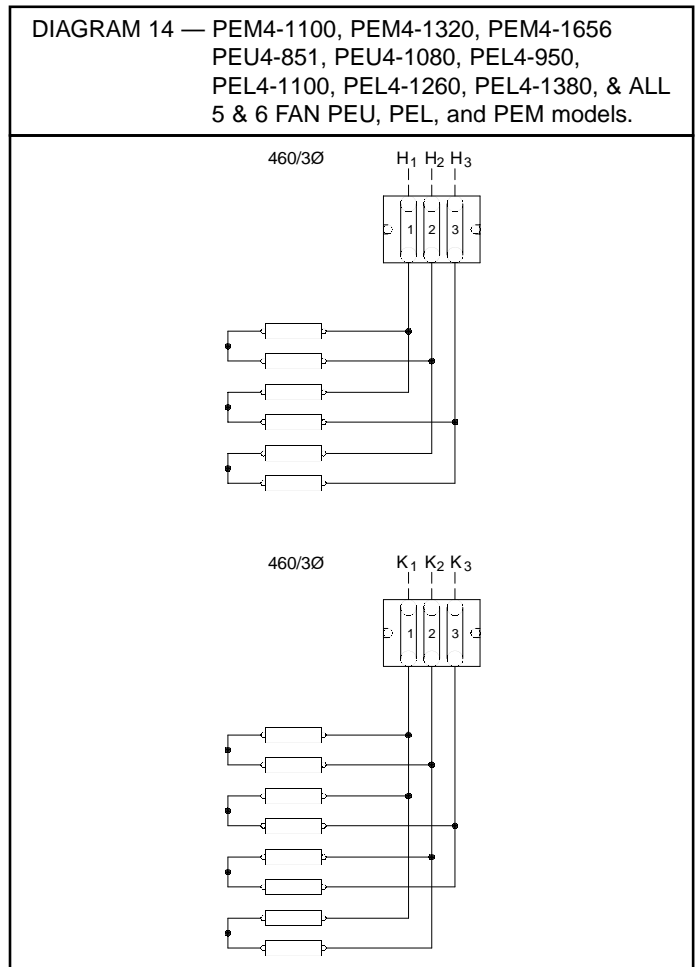 DIAGRAM 14 — PEM4-1100, PEM4-1320, PEM4-1656
PEU4-851, PEU4-1080, PEL4-950,
PEL4-1100, PEL4-1260, PEL4-1380, & ALL
5 & 6 FAN PEU, PEL, and PEM models.
460/3Ø H1 H2 H3
1 2 3
460/3Ø K1 K2 K3
1 2 3